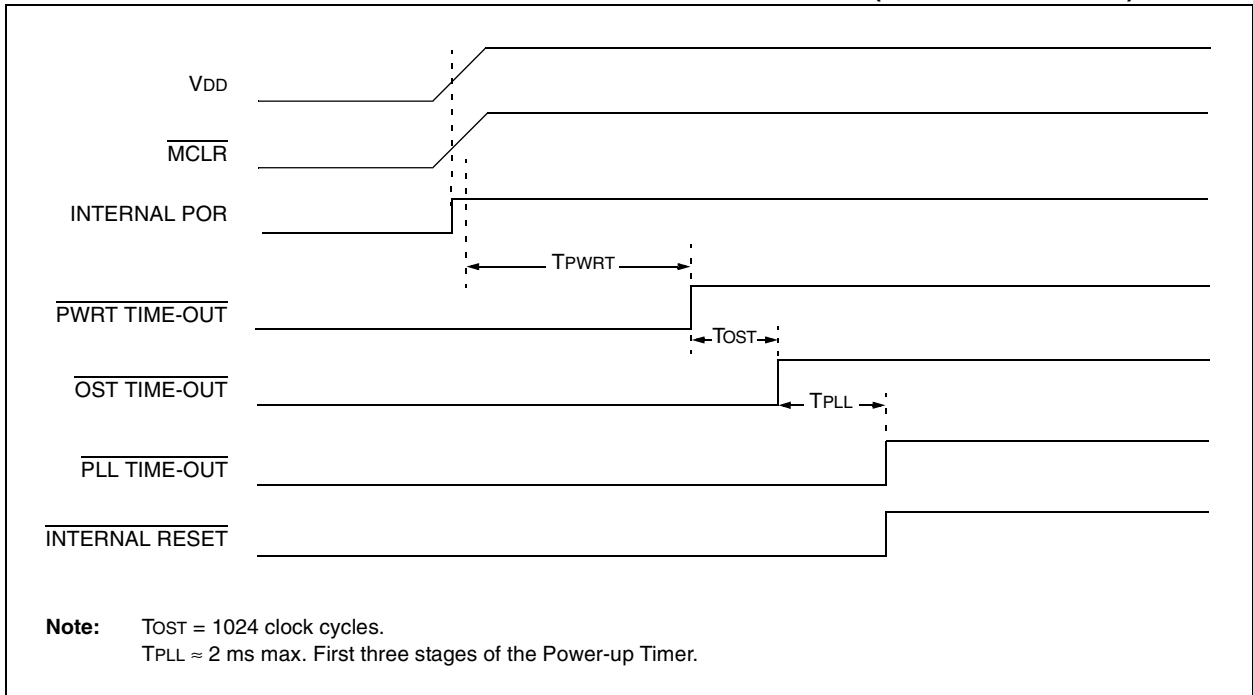 VDD
MCLR
INTERNAL POR
TPWRT
PWRT TIME-OUT
TOST
OST TIME-OUT
TPLL
PLL TIME-OUT
INTERNAL RESET
Note: TOST = 1024 clock cycles.
TPLL ≈ 2 ms max. First three stages of the Power-up Timer.